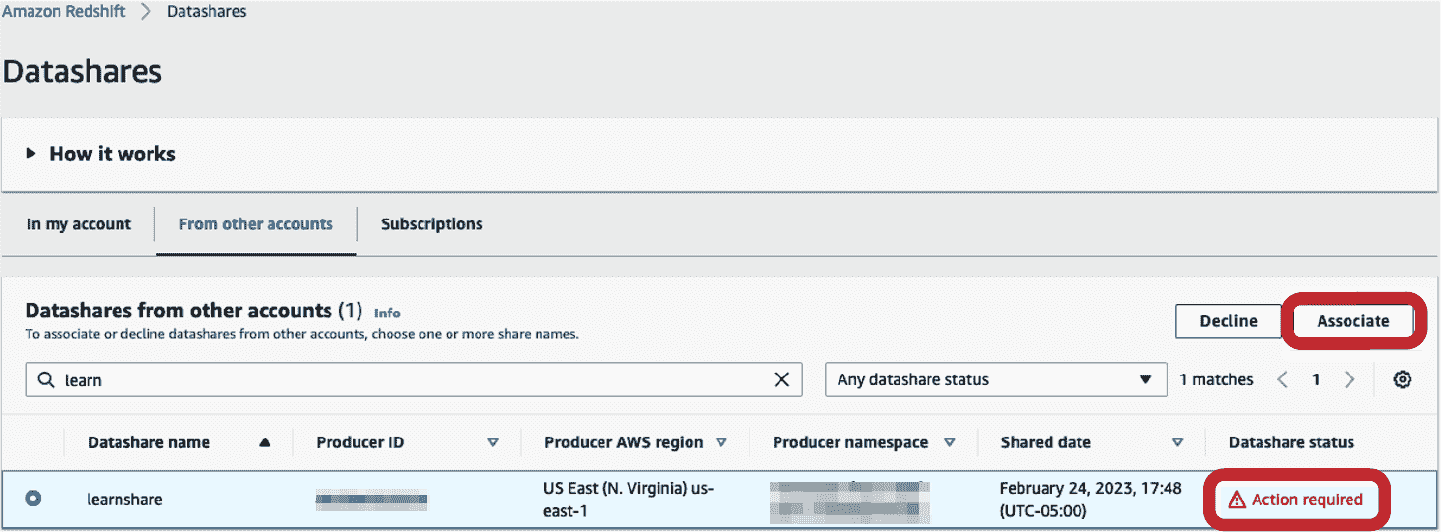 Amazon Redshift > Datashares
Datashares
How it works
In my account
From other accounts
Subscriptions
Datashares from other accounts (1) Info
To associate or decline datashares from other accounts, choose one or more share names.
Decline
Associate
learn
Any datashare status
1 matches
1
Datashare name
Producer ID
Producer AWS region
Producer namespace
Shared date
Datashare status
learnshare
US East (N. Virginia) us-
east-1
February 24, 2023, 17:48
(UTC-05:00)
Action required